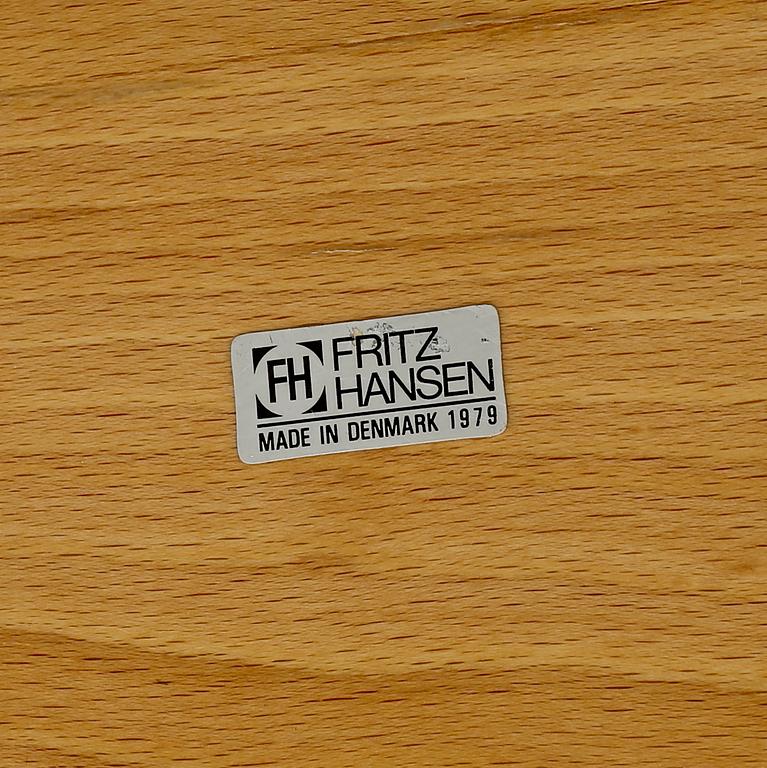 FH
FRITZ
HANSEN
MADE IN DENMARK 1979